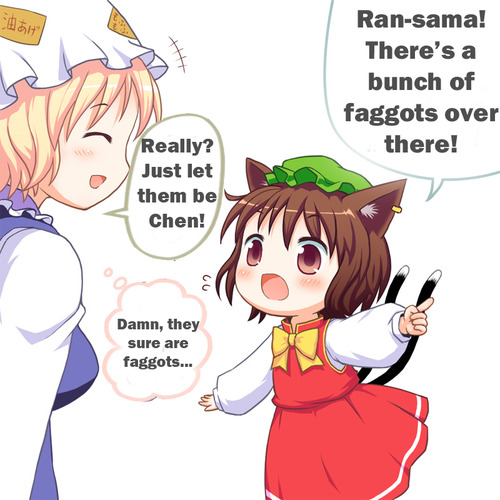 油あげ
Ran-sama!
There's a
bunch of
faggots over
there!
Really?
Just let
them be
Chen!
Damn, they
sure are
faggots...